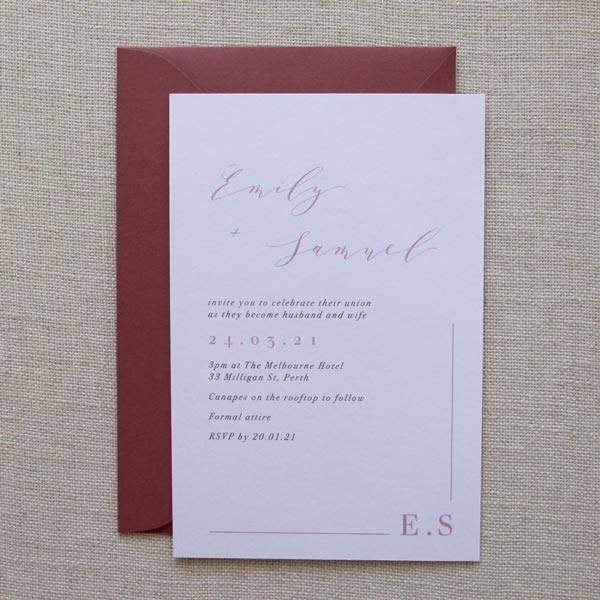 Emily
+
Samuel
invite you to celebrate their union
as they become husband and wife
24.03.21
3pm at The Melbourne Hotel
33 Milligan St, Perth
Canapes on the rooftop to follow
Formal attire
RSVP by 20.01.21
E.S